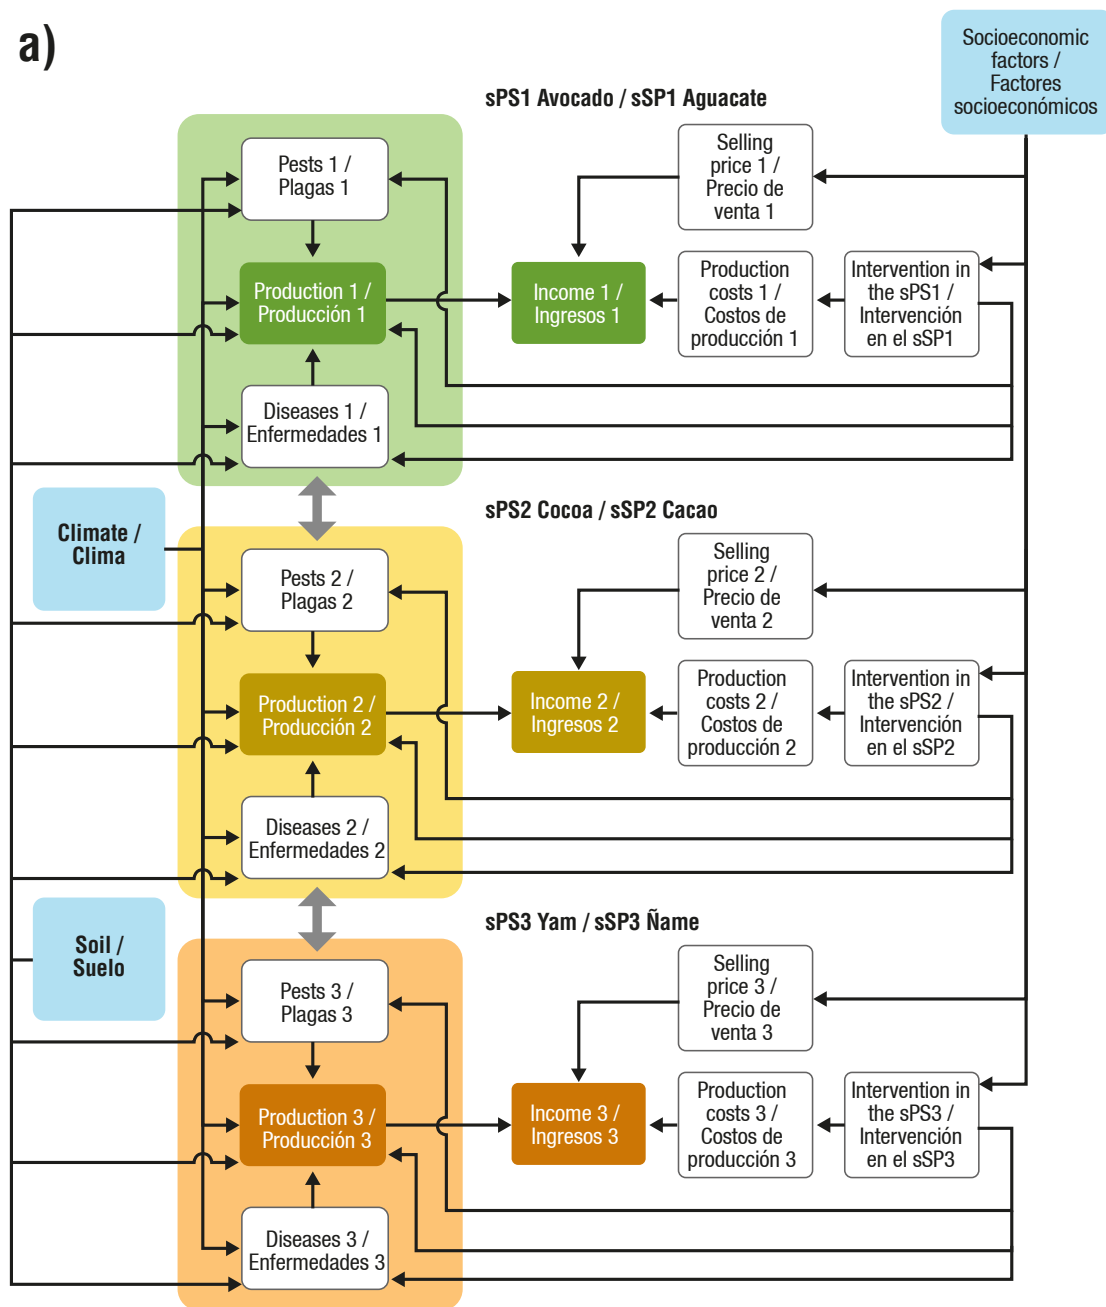 a)
Socioeconomic
factors /
Factores
socioeconómicos
sPS1 Avocado / sSP1 Aguacate
Pests 1 /
Plagas 1
Selling
price 1 /
Precio de
venta 1
Production 1 /
Producción 1
Income 1 /
Ingresos 1
Production
costs 1 /
Costos de
producción 1
Intervention in
the sPS1 /
Intervención
en el sSP1
Diseases 1 /
Enfermedades 1
Climate /
Clima
sPS2 Cocoa / sSP2 Cacao
Pests 2 /
Plagas 2
Selling
price 2 /
Precio de
venta 2
Production 2 /
Producción 2
Income 2 /
Ingresos 2
Production
costs 2 /
Costos de
producción 2
Intervention in
the sPS2 /
Intervención
en el sSP2
Diseases 2 /
Enfermedades 2
Soil /
Suelo
sPS3 Yam / sSP3 Ñame
Pests 3 /
Plagas 3
Selling
price 3 /
Precio de
venta 3
Production 3 /
Producción 3
Income 3 /
Ingresos 3
Production
costs 3 /
Costos de
producción 3
Intervention in
the sPS3 /
Intervención
en el sSP3
Diseases 3 /
Enfermedades 3